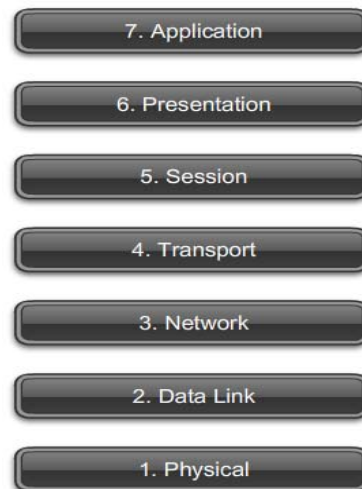 7. Application
6. Presentation
5. Session
4. Transport
3. Network
2. Data Link
1. Physical